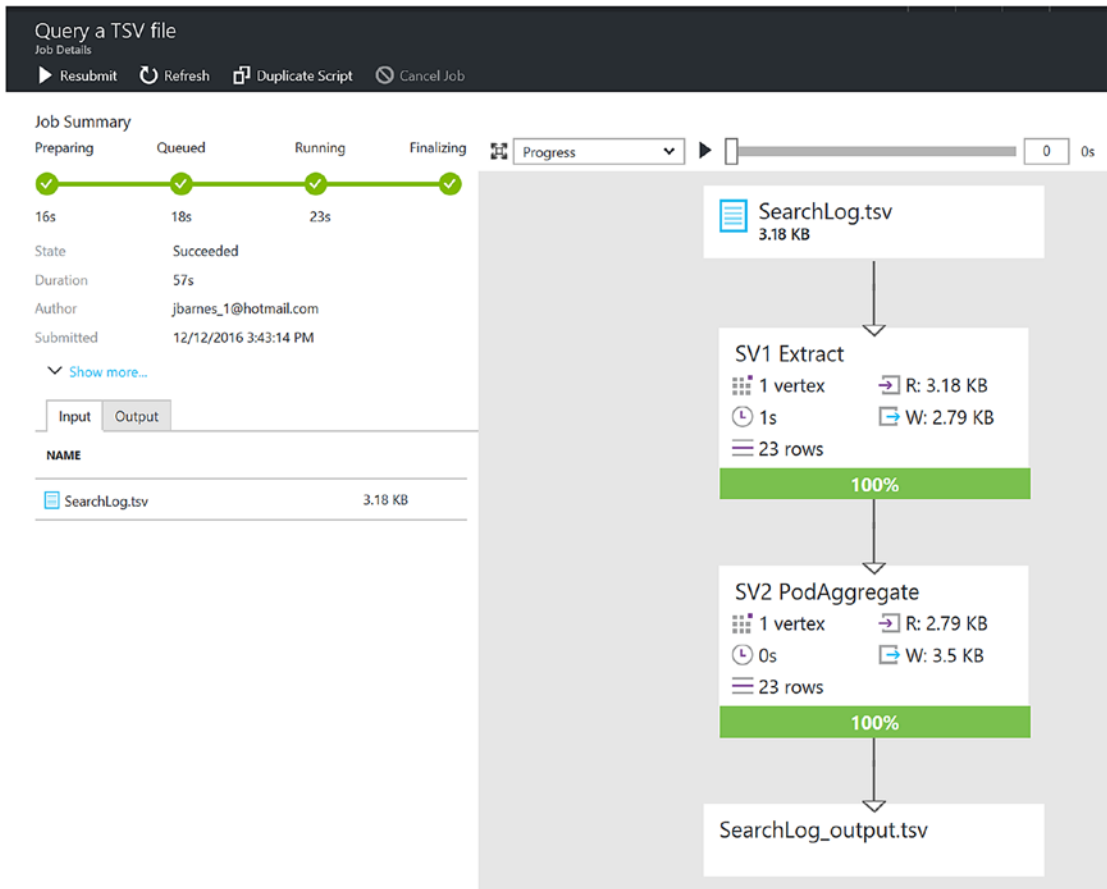 Query a TSV file
Job Details
Resubmit Refresh Duplicate Script Cancel Job
Job Summary
Preparing Queued Running Finalizing
16s 18s 23s
State Succeeded
Duration 57s
Author jbarnes_1@hotmail.com
Submitted 12/12/2016 3:43:14 PM
Show more...
Input Output
NAME
SearchLog.tsv 3.18 KB
Progress 0 0s
SearchLog.tsv
3.18 KB
SV1 Extract
1 vertex R: 3.18 KB
1s W: 2.79 KB
23 rows
100%
SV2 PodAggregate
1 vertex R: 2.79 KB
0s W: 3.5 KB
23 rows
100%
SearchLog_output.tsv